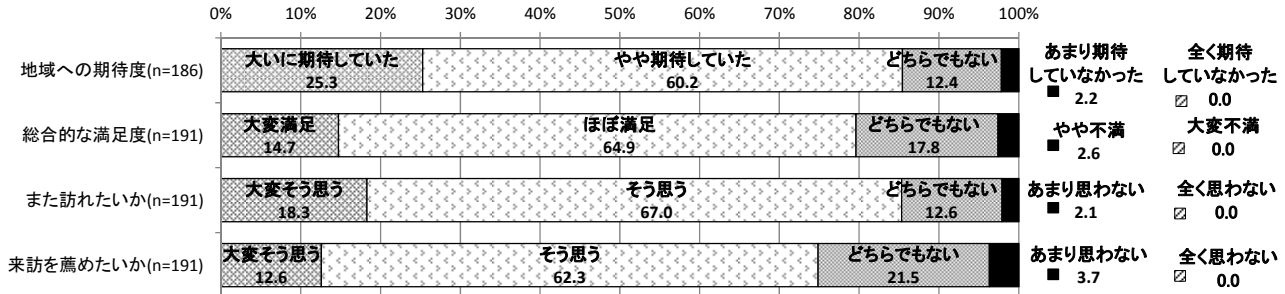 0% 10% 20% 30% 40% 50% 60% 70% 80% 90% 100%
地域への期待度(n=186)
大いに期待していた
25.3
やや期待していた
60.2
どちらでもない
12.4
あまり期待
していなかった
2.2
全く期待
していなかった
0.0
総合的な満足度(n=191)
大変満足
14.7
ほぼ満足
64.9
どちらでもない
17.8
やや不満
2.6
大変不満
0.0
また訪れたいか(n=191)
大変そう思う
18.3
そう思う
67.0
どちらでもない
12.6
あまり思わない
2.1
全く思わない
0.0
来訪を薦めたいか(n=191)
大変そう思う
12.6
そう思う
62.3
どちらでもない
21.5
あまり思わない
3.7
全く思わない
0.0